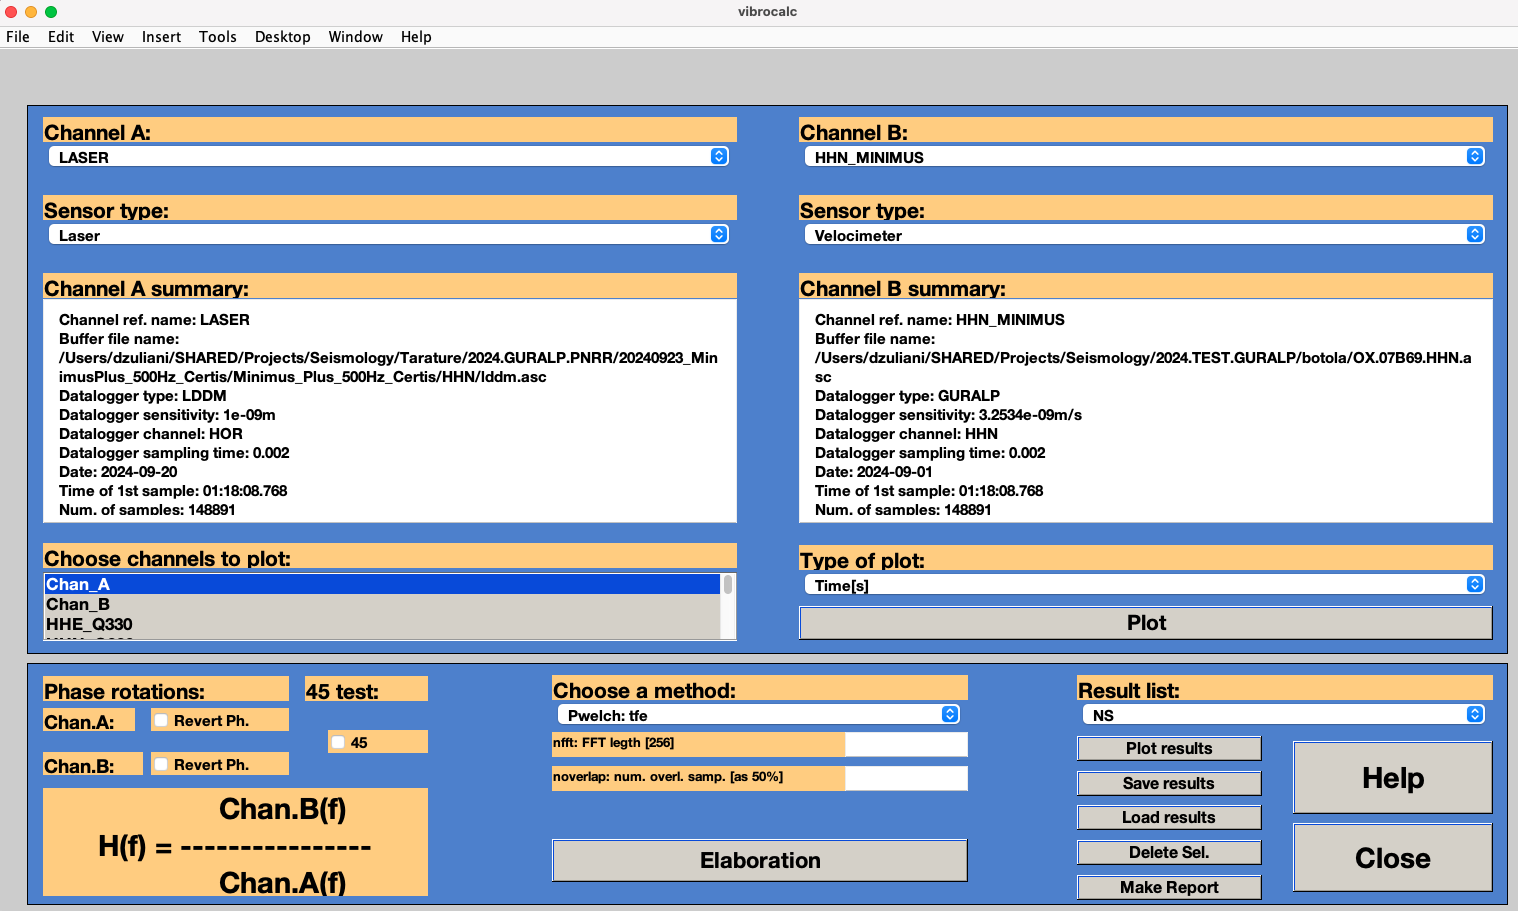 vibrocalc
File Edit View Insert Tools Desktop Window Help
Channel A:
LASER
Sensor type:
Laser
Channel A summary:
Channel ref. name: LASER
Buffer file name:
/Users/dzuliani/SHARED/Projects/Seismology/Tarature/2024.GURALP.PNRR/20240923_Min
imusPlus_500Hz_Certis/Minimus_Plus_500Hz_Certis/HHN/lddm.asc
Datalogger type: LDDM
Datalogger sensitivity: 1e-09m
Datalogger channel: HOR
Datalogger sampling time: 0.002
Date: 2024-09-20
Time of 1st sample: 01:18:08.768
Num. of samples: 148891
Channel B:
HHN_MINIMUS
Sensor type:
Velocimeter
Channel B summary:
Channel ref. name: HHN_MINIMUS
Buffer file name:
/Users/dzuliani/SHARED/Projects/Seismology/2024.TEST.GURALP/botola/OX.07B69.HHN.a
sc
Datalogger type: GURALP
Datalogger sensitivity: 3.2534e-09m/s
Datalogger channel: HHN
Datalogger sampling time: 0.002
Date: 2024-09-01
Time of 1st sample: 01:18:08.768
Num. of samples: 148891
Choose channels to plot:
Chan_A
Chan_B
HHE_Q330
Type of plot:
Time[s]
Plot
Phase rotations:
Chan.A:
Revert Ph.
Chan.B:
Revert Ph.
45 test:
45
Chan.B(f)
H(f) = ----------------
Chan.A(f)
Choose a method:
Pwelch: tfe
nfft: FFT legth [256]
noverlap: num. overl. samp. [as 50%]
Elaboration
Result list:
NS
Plot results
Save results
Load results
Delete Sel.
Make Report
Help
Close